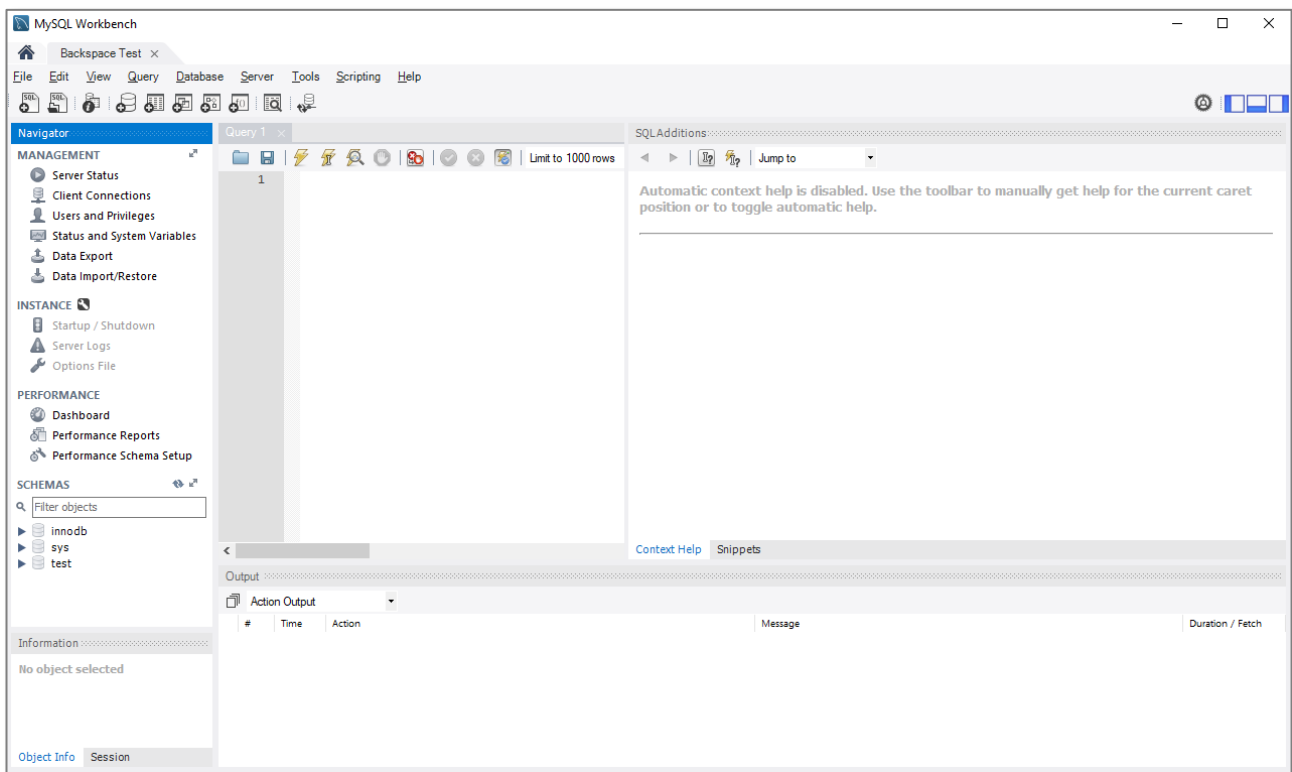 MySQL Workbench
Backspace Test
File Edit View Query Database Server Tools Scripting Help
SQL SQL
Navigator
MANAGEMENT
Server Status
Client Connections
Users and Privileges
Status and System Variables
Data Export
Data Import/Restore
INSTANCE
Startup / Shutdown
Server Logs
Options File
PERFORMANCE
Dashboard
Performance Reports
Performance Schema Setup
SCHEMAS
Filter objects
innodb
sys
test
Information
No object selected
Object Info Session
Query 1
Limit to 1000 rows
1
SQLAdditions
Jump to
Automatic context help is disabled. Use the toolbar to manually get help for the current caret
position or to toggle automatic help.
Context Help Snippets
Output
Action Output
# Time Action Message Duration / Fetch